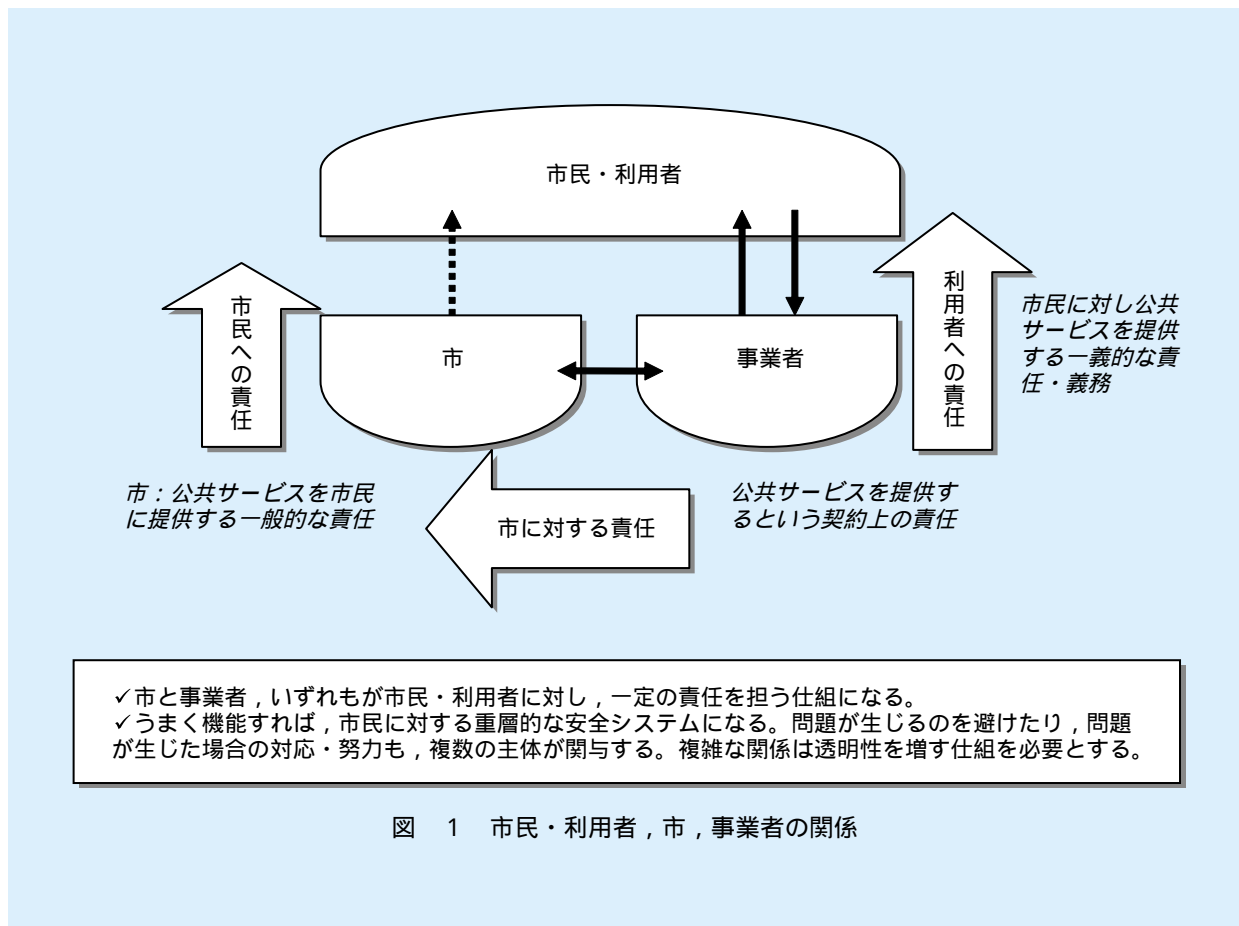 市民・利用者
市民への責任
市
事業者
利用者への責任
市民に対し公共
サービスを提供
する一義的な責
任・義務
市：公共サービスを市民
に提供する一般的な責任
市に対する責任
公共サービスを提供す
るという契約上の責任
✓市と事業者，いずれもが市民・利用者に対し，一定の責任を担う仕組になる。
✓うまく機能すれば，市民に対する重層的な安全システムになる。問題が生じるのを避けたり，問題
が生じた場合の対応・努力も，複数の主体が関与する。複雑な関係は透明性を増す仕組を必要とする。
図　1　市民・利用者，市，事業者の関係